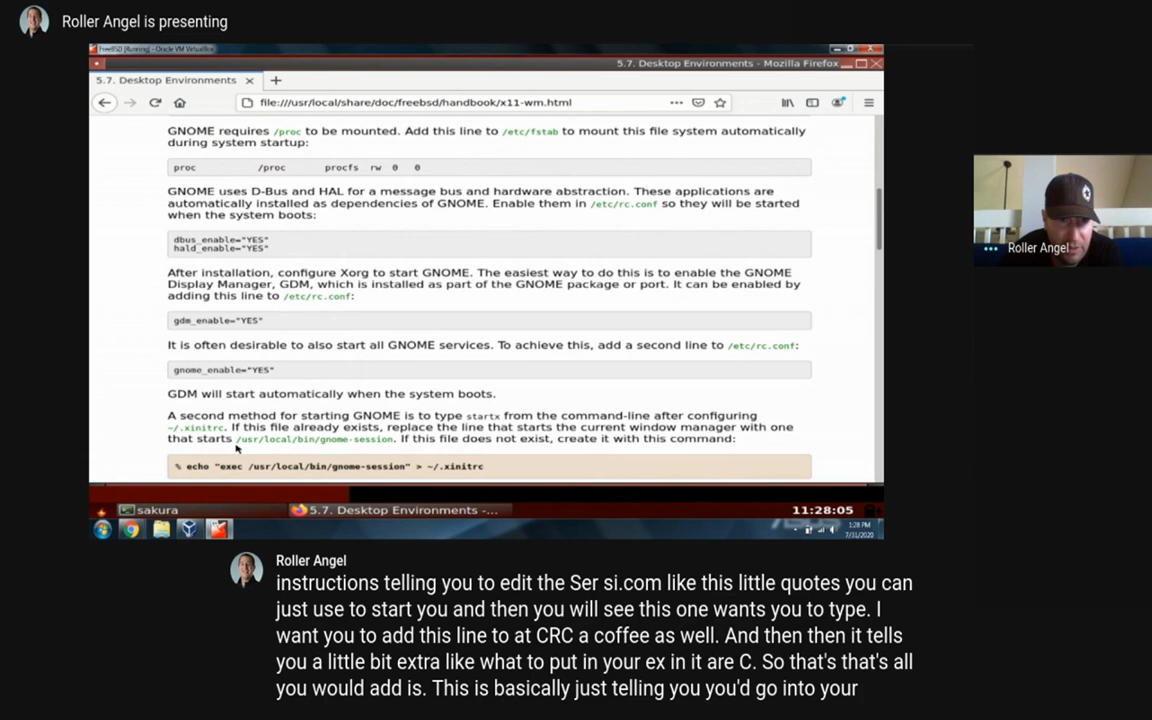 Roller Angel is presenting
FreeBSD [Running] - Oracle VM VirtualBox
5.7. Desktop Environments - Mozilla Firefox
5.7. Desktop Environments
file:///usr/local/share/doc/freebsd/handbook/x11-wm.html
GNOME requires /proc to be mounted. Add this line to /etc/fstab to mount this file system automatically
during system startup:
proc /proc procfs rw 0 0
GNOME uses D-Bus and HAL for a message bus and hardware abstraction. These applications are
automatically installed as dependencies of GNOME. Enable them in /etc/rc.conf so they will be started
when the system boots:
dbus_enable="YES"
hald_enable="YES"
After installation, configure Xorg to start GNOME. The easiest way to do this is to enable the GNOME
Display Manager, GDM, which is installed as part of the GNOME package or port. It can be enabled by
adding this line to /etc/rc.conf:
gdm_enable="YES"
It is often desirable to also start all GNOME services. To achieve this, add a second line to /etc/rc.conf:
gnome_enable="YES"
GDM will start automatically when the system boots.
A second method for starting GNOME is to type startx from the command-line after configuring
~/.xinitrc. If this file already exists, replace the line that starts the current window manager with one
that starts /usr/local/bin/gnome-session. If this file does not exist, create it with this command:
% echo "exec /usr/local/bin/gnome-session" > ~/.xinitrc
sakura
5.7. Desktop Environments -...
11:28:05
1:28 PM
7/31/2020
Roller Angel
Roller Angel
instructions telling you to edit the Ser si.com like this little quotes you can
just use to start you and then you will see this one wants you to type. I
want you to add this line to at CRC a coffee as well. And then then it tells
you a little bit extra like what to put in your ex in it are C. So that's that's all
you would add is. This is basically just telling you you'd go into your